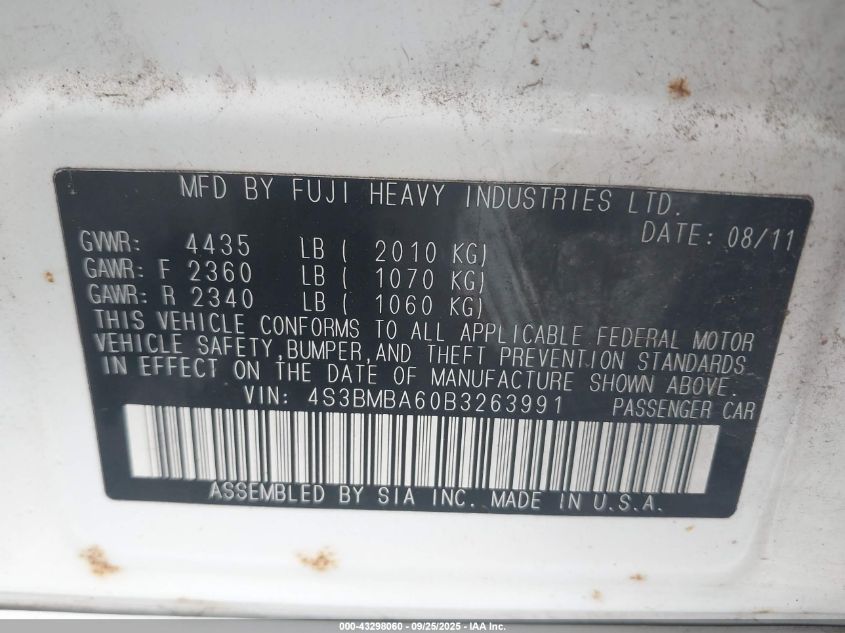 MFD BY FUJI HEAVY INDUSTRIES LTD.
DATE: 08/11
GVWR: 4435 LB ( 2010 KG)
GAWR: F 2360 LB ( 1070 KG)
GAWR: R 2340 LB ( 1060 KG)
THIS VEHICLE CONFORMS TO ALL APPLICABLE FEDERAL MOTOR
VEHICLE SAFETY, BUMPER, AND THEFT PREVENTION STANDARDS
IN EFFECT ON THE DATE OF MANUFACTURE SHOWN ABOVE.
VIN: 4S3BMBA60B3263991 PASSENGER CAR
ASSEMBLED BY SIA INC. MADE IN U.S.A.
000-43298060 - 09/25/2025 - IAA Inc.